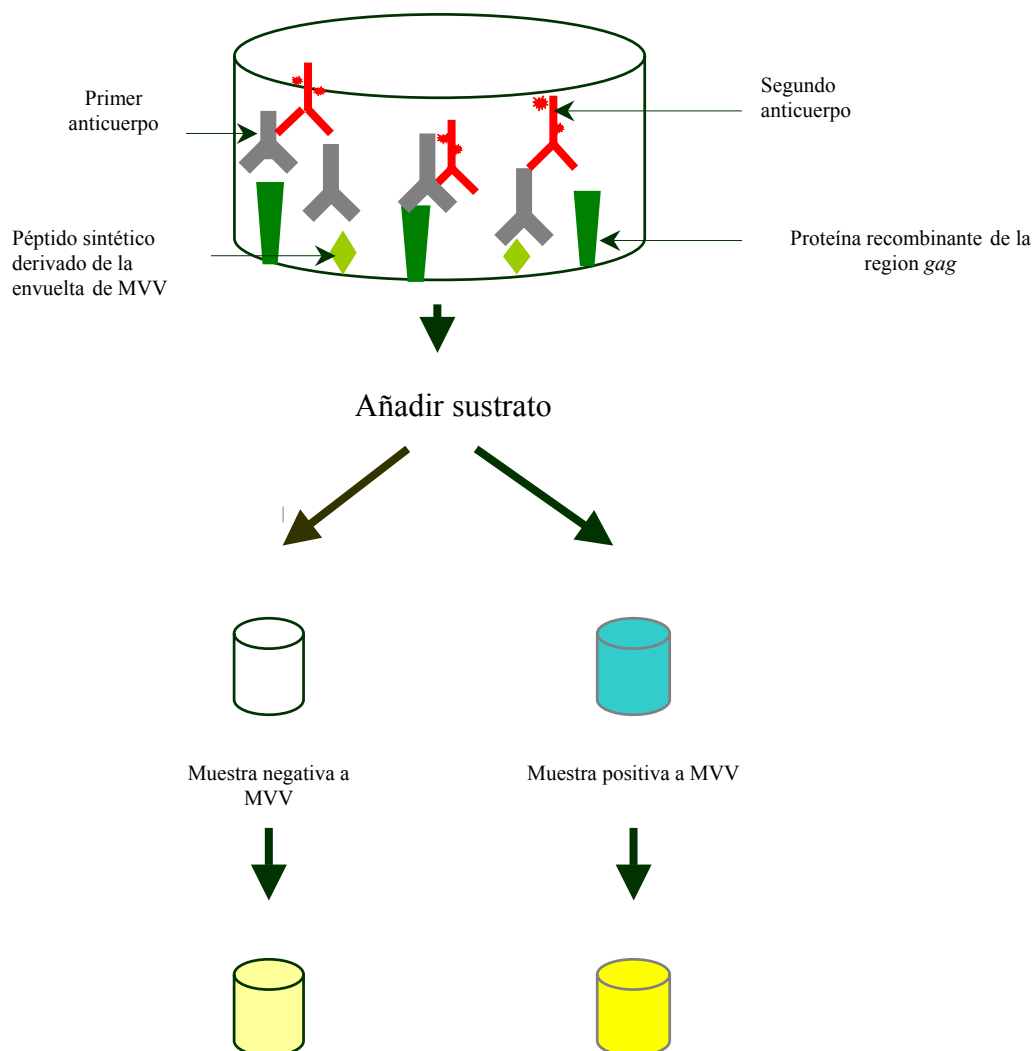 Primer
anticuerpo
Segundo
anticuerpo
Péptido sintético
derivado de la
envuelta de MVV
Proteína recombinante de la
region gag
Añadir sustrato
Muestra negativa a
MVV
Muestra positiva a MVV